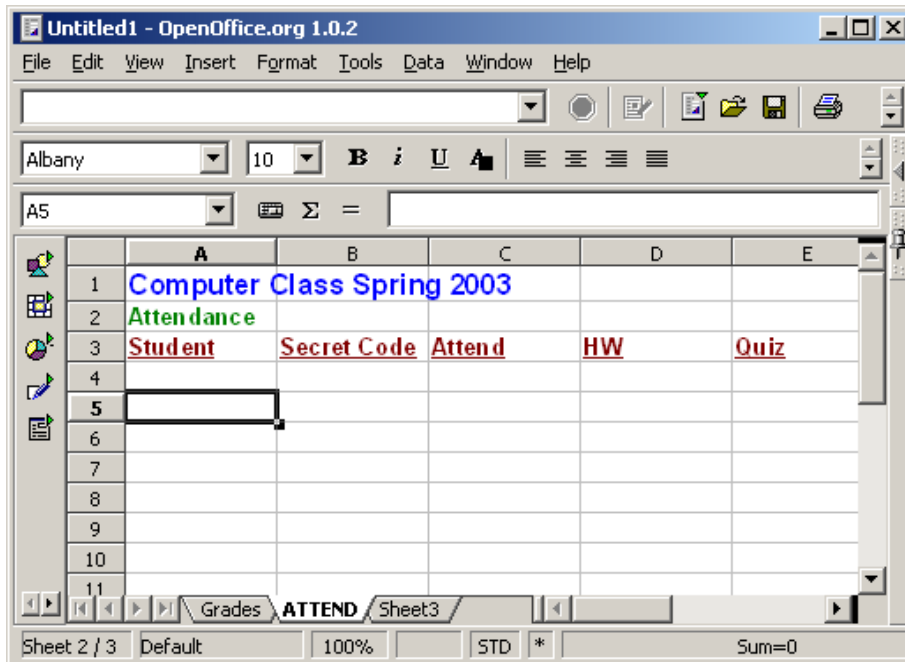 Untitled1 - OpenOffice.org 1.0.2
File Edit View Insert Format Tools Data Window Help
Albany 10 B i U A
A5 Σ =
A B C D E
1 Computer Class Spring 2003
2 Attendance
3 Student Secret Code Attend HW Quiz
4
5
6
7
8
9
10
11
Grades ATTEND Sheet3
Sheet 2 / 3 Default 100% STD * Sum=0